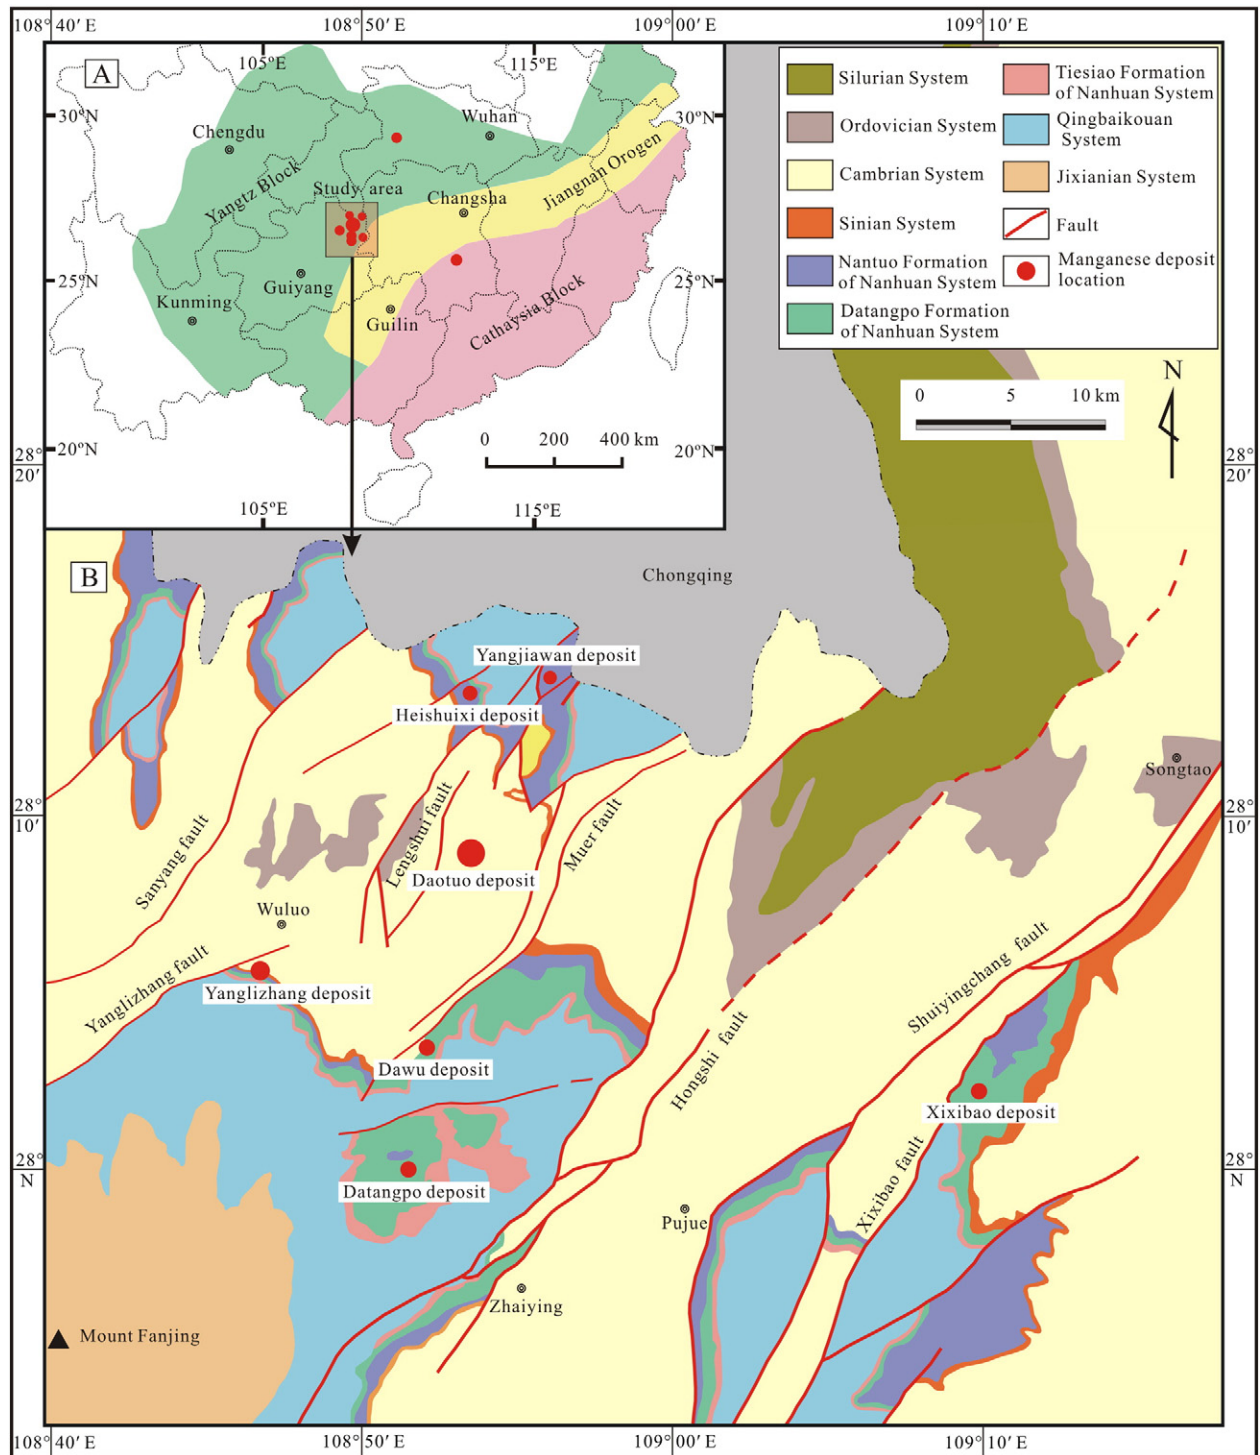 108° 40′ E
108° 50′ E
109° 00′ E
109° 10′ E
A
105°E
115°E
30°N
30°N
Wuhan
Chengdu
Yangtz Block
Jiangnan Orogen
Study area
Changsha
25°N
25°N
Guiyang
Kunming
Guilin
Cathaysia Block
0 200 400 km
20°N
20°N
105°E
115°E
Silurian System
Ordovician System
Cambrian System
Sinian System
Nantuo Formation
of Nanhuan System
Datangpo Formation
of Nanhuan System
Tiesiao Formation
of Nanhuan System
Qingbaikouan
System
Jixianian System
Fault
Manganese deposit
location
0 5 10 km
N
28°
20′
28°
20′
B
Chongqing
Yangjiawan deposit
Heishuixi deposit
Songtao
28°
10′
28°
10′
Sanyang fault
Lengshui fault
Muer fault
Daotuo deposit
Wuluo
Yanglizhang fault
Yanglizhang deposit
Shuiyingchang fault
Hongshi fault
Dawu deposit
Xixibao deposit
28°
N
28°
N
Datangpo deposit
Xixibao fault
Pujue
Zhaiying
Mount Fanjing
108° 40′ E
108° 50′ E
109° 00′ E
109° 10′ E